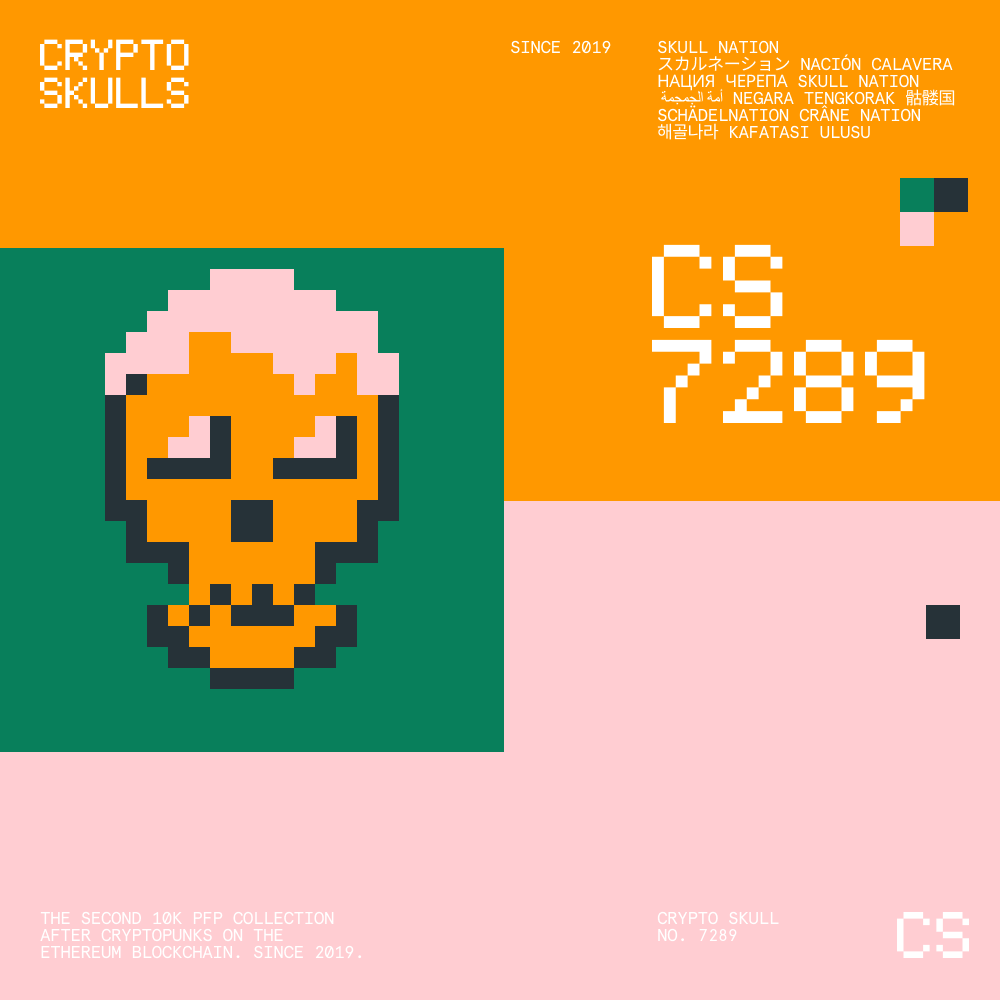 CRYPTO
SKULLS
SINCE 2019
SKULL NATION
スカルネーション NACIÓN CALAVERA
НАЦИЯ ЧЕРЕПА SKULL NATION
أمة الجمجمة NEGARA TENGKORAK 骷髅国
SCHÄDELNATION CRÂNE NATION
해골나라 KAFATASI ULUSU
CS
7289
THE SECOND 10K PFP COLLECTION
AFTER CRYPTOPUNKS ON THE
ETHEREUM BLOCKCHAIN. SINCE 2019.
CRYPTO SKULL
NO. 7289
CS